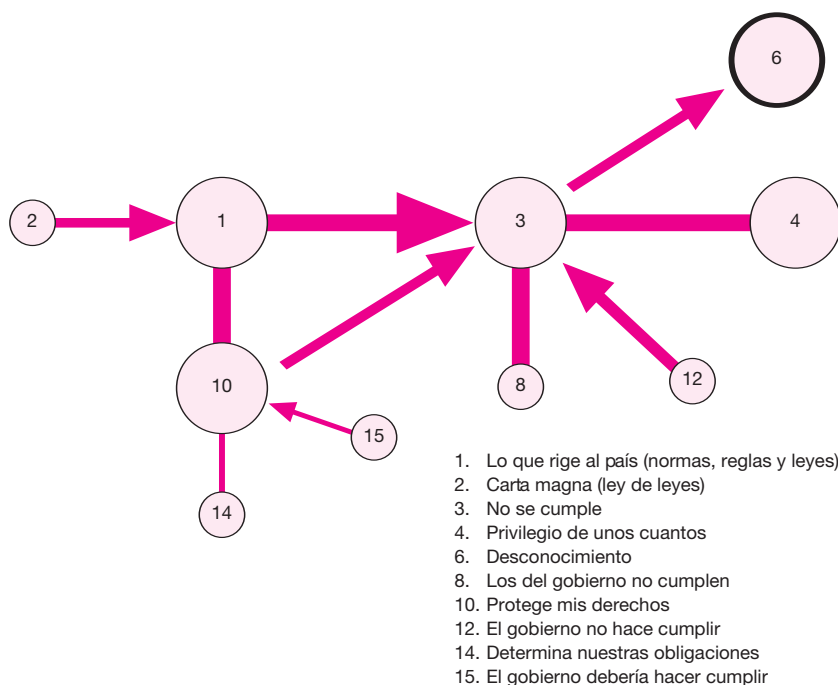 6
2
1
3
4
10
8
12
15
14
1. Lo que rige al país (normas, reglas y leyes)
2. Carta magna (ley de leyes)
3. No se cumple
4. Privilegio de unos cuantos
6. Desconocimiento
8. Los del gobierno no cumplen
10. Protege mis derechos
12. El gobierno no hace cumplir
14. Determina nuestras obligaciones
15. El gobierno debería hacer cumplir